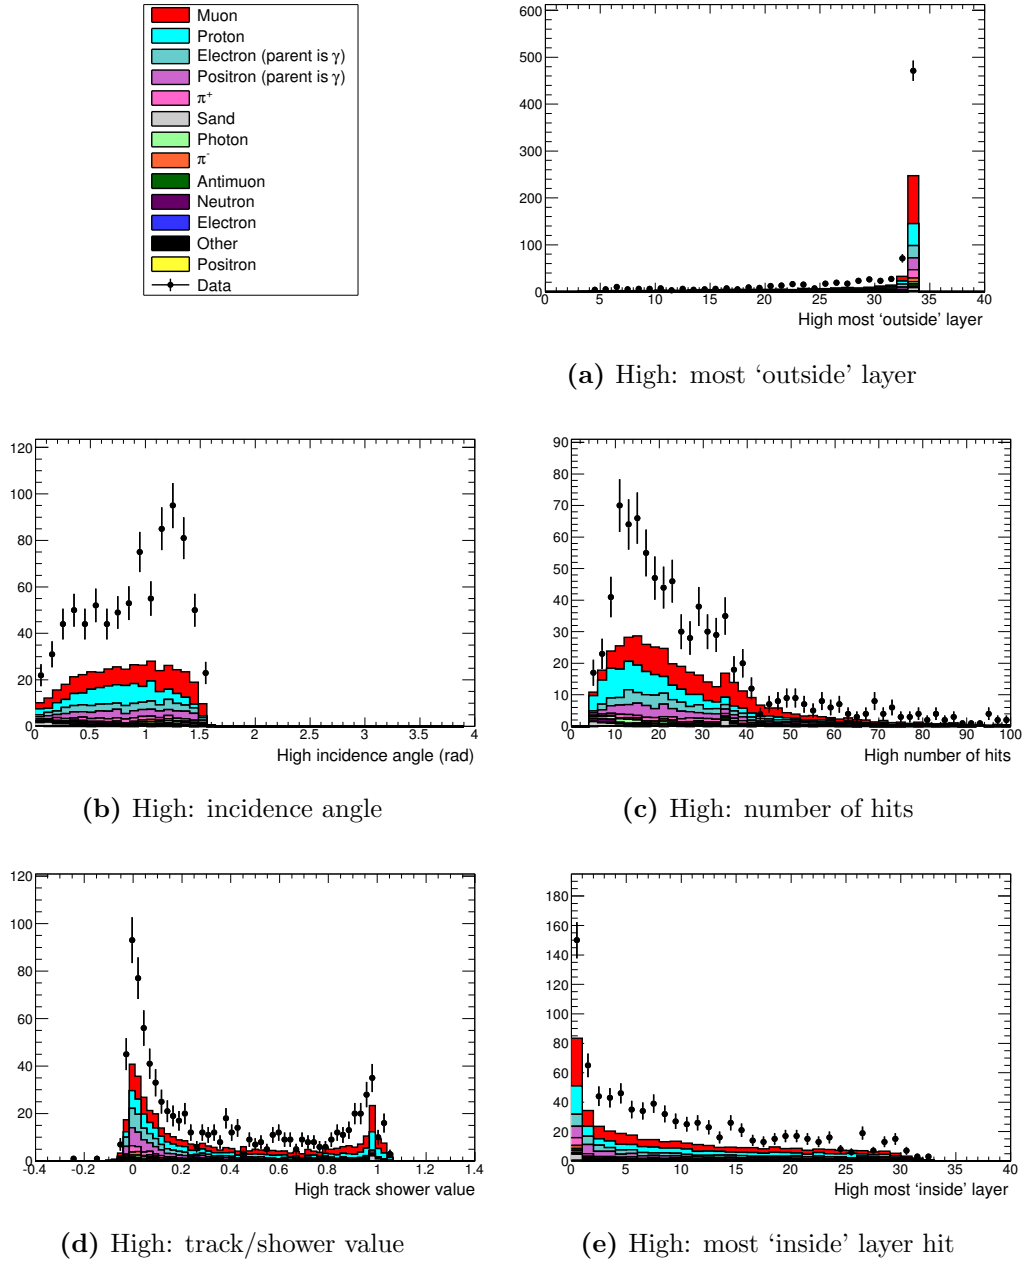 Muon
Proton
Electron (parent is γ)
Positron (parent is γ)
π⁺
Sand
Photon
π⁻
Antimuon
Neutron
Electron
Other
Positron
Data
600
500
400
300
200
100
0
0 5 10 15 20 25 30 35 40
High most ‘outside’ layer
(a) High: most ‘outside’ layer
120
100
80
60
40
20
0
0 0.5 1 1.5 2 2.5 3 3.5 4
High incidence angle (rad)
(b) High: incidence angle
90
80
70
60
50
40
30
20
10
0
0 10 20 30 40 50 60 70 80 90 100
High number of hits
(c) High: number of hits
120
100
80
60
40
20
0
-0.4 -0.2 0 0.2 0.4 0.6 0.8 1 1.2 1.4
High track shower value
(d) High: track/shower value
180
160
140
120
100
80
60
40
20
0
0 5 10 15 20 25 30 35 40
High most ‘inside’ layer
(e) High: most ‘inside’ layer hit